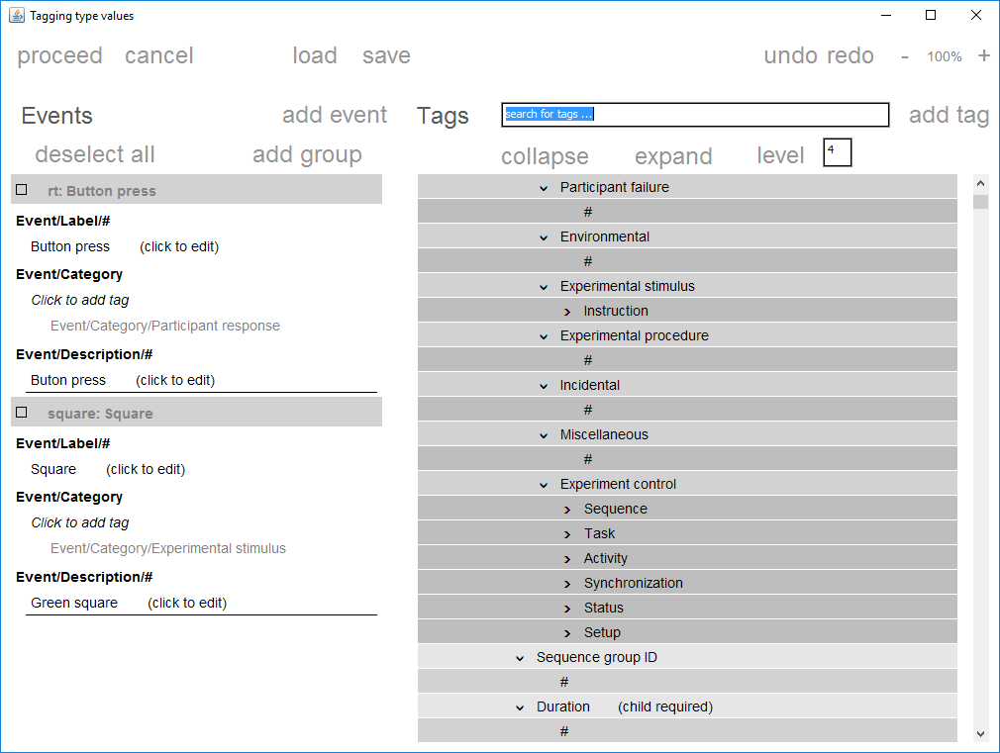 Tagging type values
proceed cancel load save undo redo - 100% +
Events add event
deselect all add group
rt: Button press
Event/Label/#
Button press (click to edit)
Event/Category
Click to add tag
Event/Category/Participant response
Event/Description/#
Buton press (click to edit)
square: Square
Event/Label/#
Square (click to edit)
Event/Category
Click to add tag
Event/Category/Experimental stimulus
Event/Description/#
Green square (click to edit)
Tags search for tags ... add tag
collapse expand level 4
Participant failure
#
Environmental
#
Experimental stimulus
Instruction
Experimental procedure
#
Incidental
#
Miscellaneous
#
Experiment control
Sequence
Task
Activity
Synchronization
Status
Setup
Sequence group ID
#
Duration (child required)
#